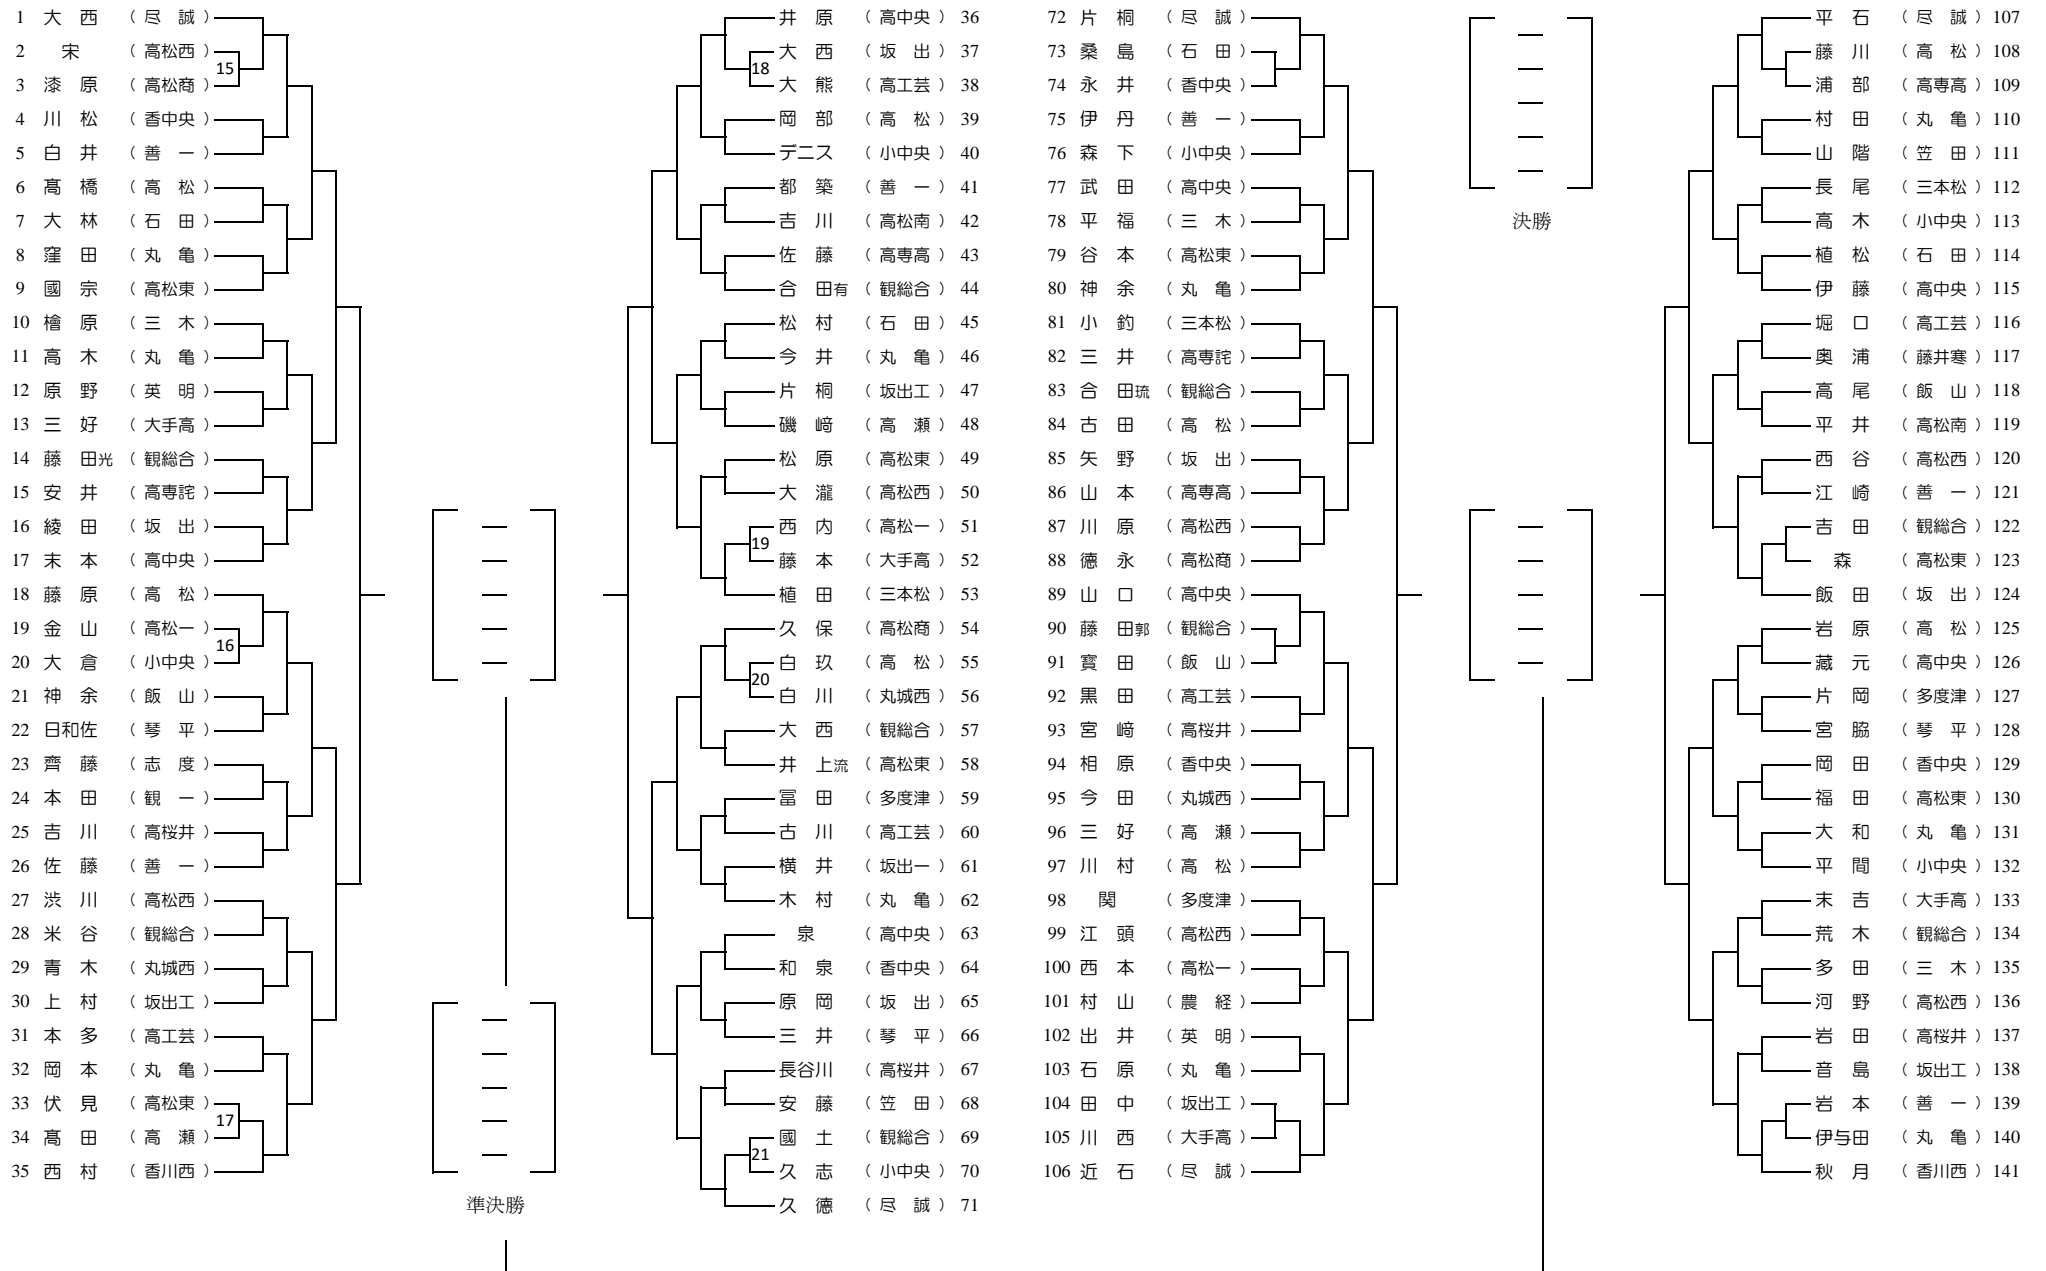 1 大西 （尽誠）
2 宋 （高松西）
15
3 漆原 （高松商）
4 川松 （香中央）
5 白井 （善一）
6 髙橋 （高松）
7 大林 （石田）
8 窪田 （丸亀）
9 國宗 （高松東）
10 檜原 （三木）
11 高木 （丸亀）
12 原野 （英明）
13 三好 （大手高）
14 藤田光 （観総合）
15 安井 （高専詫）
16 綾田 （坂出）
17 末本 （高中央）
18 藤原 （高松）
19 金山 （高松一）
16
20 大倉 （小中央）
21 神余 （飯山）
22 日和佐 （琴平）
23 齊藤 （志度）
24 本田 （観一）
25 吉川 （高桜井）
26 佐藤 （善一）
27 渋川 （高松西）
28 米谷 （観総合）
29 青木 （丸城西）
30 上村 （坂出工）
31 本多 （高工芸）
32 岡本 （丸亀）
33 伏見 （高松東）
17
34 髙田 （高瀬）
35 西村 （香川西）
準決勝
井原 （高中央） 36
大西 （坂出） 37
18
大熊 （高工芸） 38
岡部 （高松） 39
デニス （小中央） 40
都築 （善一） 41
吉川 （高松南） 42
佐藤 （高専高） 43
合田有 （観総合） 44
松村 （石田） 45
今井 （丸亀） 46
片桐 （坂出工） 47
磯﨑 （高瀬） 48
松原 （高松東） 49
大瀧 （高松西） 50
西内 （高松一） 51
19
藤本 （大手高） 52
植田 （三本松） 53
久保 （高松商） 54
白玖 （高松） 55
20
白川 （丸城西） 56
大西 （観総合） 57
井上流 （高松東） 58
冨田 （多度津） 59
古川 （高工芸） 60
横井 （坂出一） 61
木村 （丸亀） 62
泉 （高中央） 63
和泉 （香中央） 64
原岡 （坂出） 65
三井 （琴平） 66
長谷川 （高桜井） 67
安藤 （笠田） 68
國土 （観総合） 69
21
久志 （小中央） 70
久德 （尽誠） 71
72 片桐 （尽誠）
73 桑島 （石田）
74 永井 （香中央）
75 伊丹 （善一）
76 森下 （小中央）
77 武田 （高中央）
78 平福 （三木）
79 谷本 （高松東）
80 神余 （丸亀）
81 小釣 （三本松）
82 三井 （高専詫）
83 合田琉 （観総合）
84 古田 （高松）
85 矢野 （坂出）
86 山本 （高専高）
87 川原 （高松西）
88 德永 （高松商）
89 山口 （高中央）
90 藤田郭 （観総合）
91 寳田 （飯山）
92 黒田 （高工芸）
93 宮﨑 （高桜井）
94 相原 （香中央）
95 今田 （丸城西）
96 三好 （高瀬）
97 川村 （高松）
98 関 （多度津）
99 江頭 （高松西）
100 西本 （高松一）
101 村山 （農経）
102 出井 （英明）
103 石原 （丸亀）
104 田中 （坂出工）
105 川西 （大手高）
106 近石 （尽誠）
決勝
平石 （尽誠） 107
藤川 （高松） 108
浦部 （高専高） 109
村田 （丸亀） 110
山階 （笠田） 111
長尾 （三本松） 112
高木 （小中央） 113
植松 （石田） 114
伊藤 （高中央） 115
堀口 （高工芸） 116
奥浦 （藤井寒） 117
高尾 （飯山） 118
平井 （高松南） 119
西谷 （高松西） 120
江崎 （善一） 121
吉田 （観総合） 122
森 （高松東） 123
飯田 （坂出） 124
岩原 （高松） 125
藏元 （高中央） 126
片岡 （多度津） 127
宮脇 （琴平） 128
岡田 （香中央） 129
福田 （高松東） 130
大和 （丸亀） 131
平間 （小中央） 132
末吉 （大手高） 133
荒木 （観総合） 134
多田 （三木） 135
河野 （高松西） 136
岩田 （高桜井） 137
音島 （坂出工） 138
岩本 （善一） 139
伊与田 （丸亀） 140
秋月 （香川西） 141